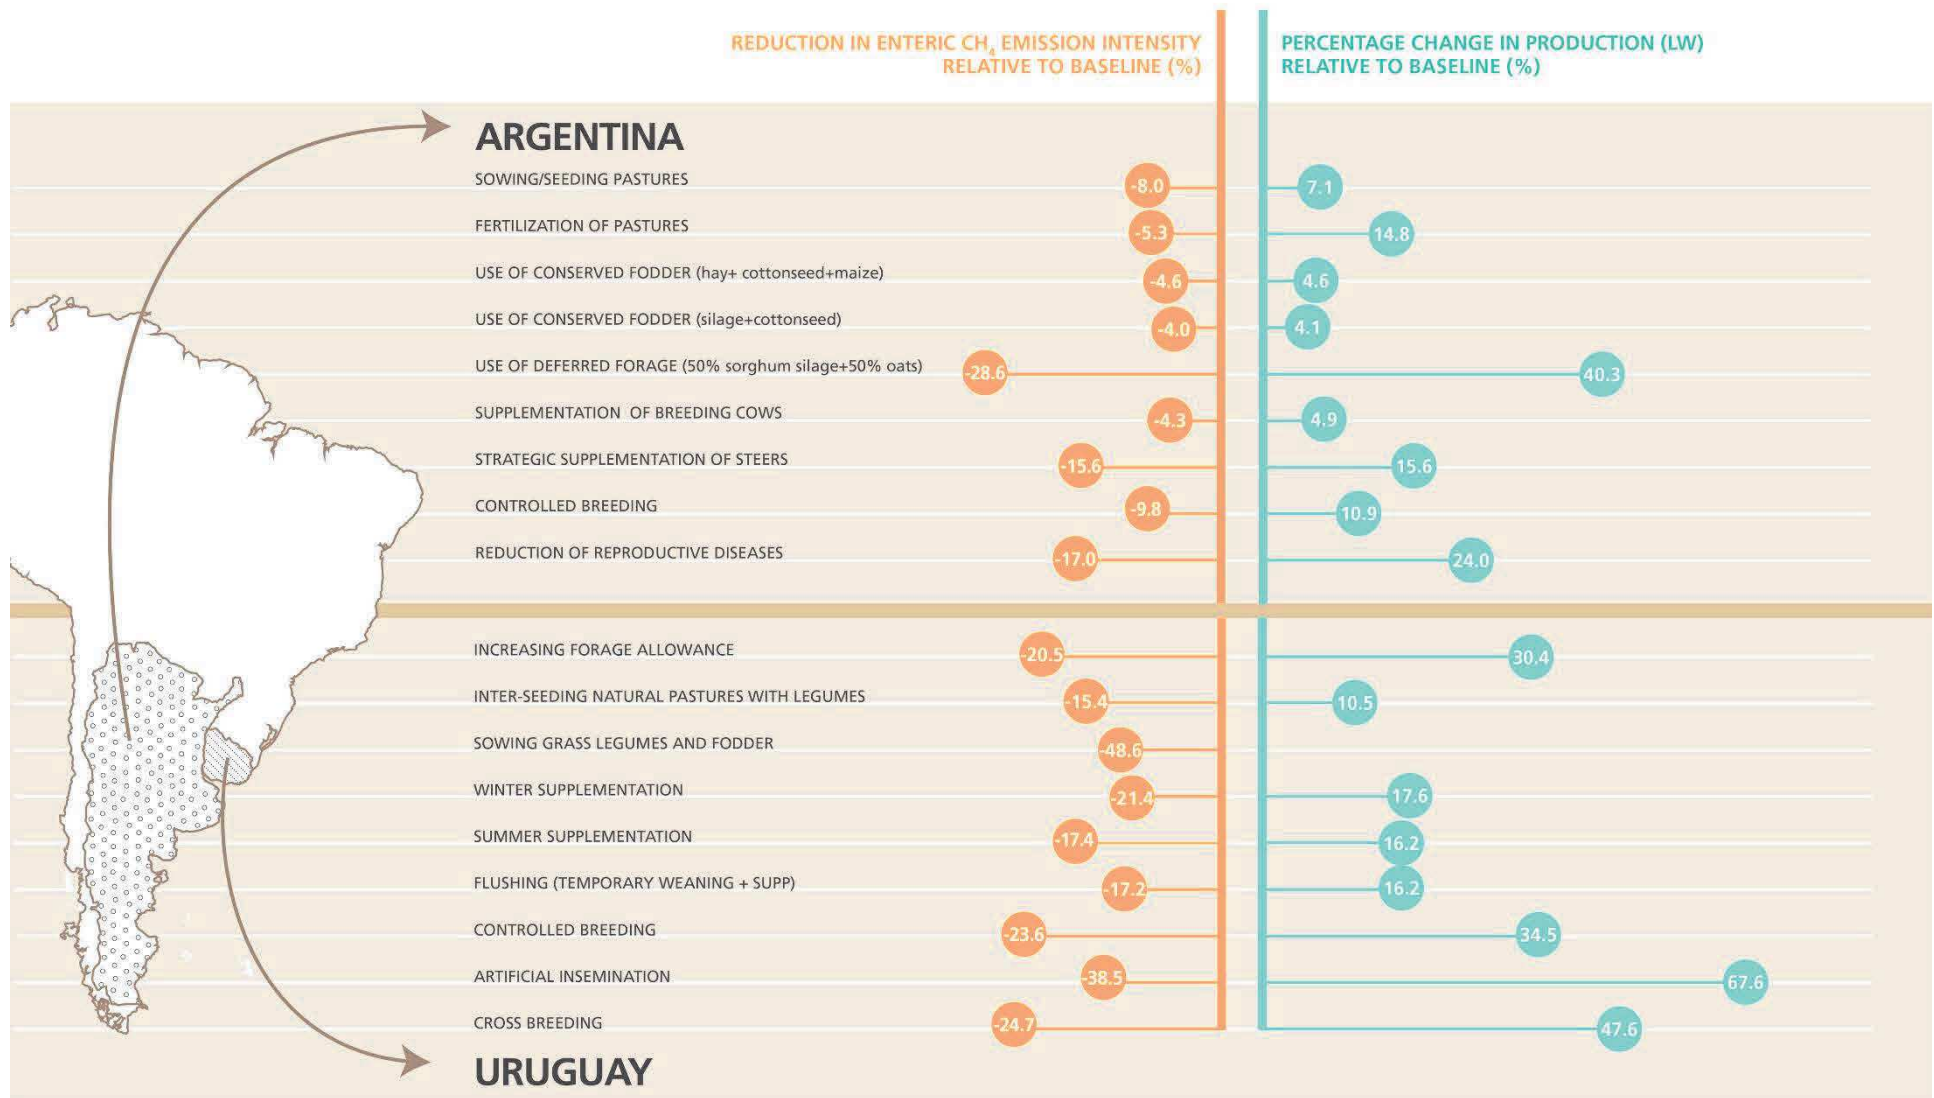 REDUCTION IN ENTERIC CH4 EMISSION INTENSITY
RELATIVE TO BASELINE (%)
PERCENTAGE CHANGE IN PRODUCTION (LW)
RELATIVE TO BASELINE (%)
ARGENTINA
SOWING/SEEDING PASTURES -8.0 7.1
FERTILIZATION OF PASTURES -5.3 14.8
USE OF CONSERVED FODDER (hay+ cottonseed+maize) -4.6 4.6
USE OF CONSERVED FODDER (silage+cottonseed) -4.0 4.1
USE OF DEFERRED FORAGE (50% sorghum silage+50% oats) -28.6 40.3
SUPPLEMENTATION OF BREEDING COWS -4.3 4.9
STRATEGIC SUPPLEMENTATION OF STEERS -15.6 15.6
CONTROLLED BREEDING -9.8 10.9
REDUCTION OF REPRODUCTIVE DISEASES -17.0 24.0
INCREASING FORAGE ALLOWANCE -20.5 30.4
INTER-SEEDING NATURAL PASTURES WITH LEGUMES -15.4 10.5
SOWING GRASS LEGUMES AND FODDER -48.6
WINTER SUPPLEMENTATION -21.4 17.6
SUMMER SUPPLEMENTATION -17.4 16.2
FLUSHING (TEMPORARY WEANING + SUPP) -17.2 16.2
CONTROLLED BREEDING -23.6 34.5
ARTIFICIAL INSEMINATION -38.5 67.6
CROSS BREEDING -24.7 47.6
URUGUAY